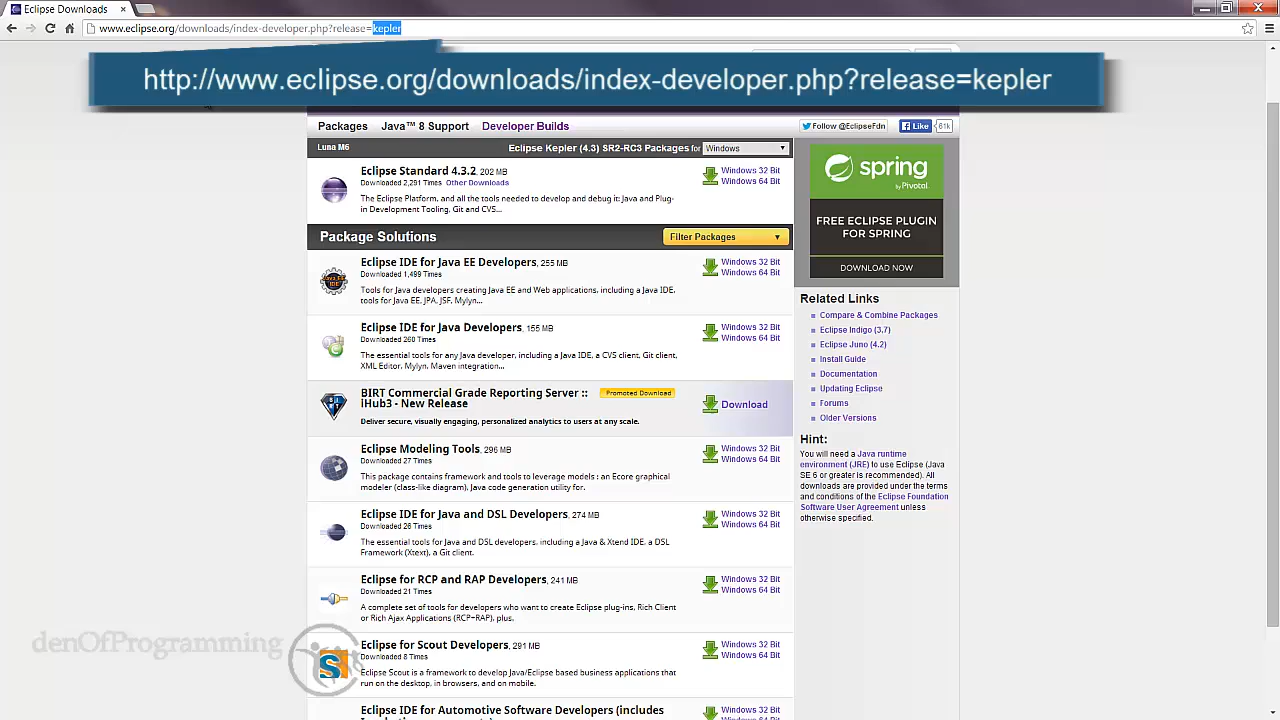 Eclipse Downloads
www.eclipse.org/downloads/index-developer.php?release=kepler
http://www.eclipse.org/downloads/index-developer.php?release=kepler
Packages Java™ 8 Support Developer Builds
Follow @EclipseFdn
Like
61k
Luna M6
Eclipse Kepler (4.3) SR2-RC3 Packages for
Windows
Eclipse Standard 4.3.2, 202 MB
Downloaded 2,291 Times Other Downloads
The Eclipse Platform, and all the tools needed to develop and debug it: Java and Plug-
in Development Tooling, Git and CVS...
Windows 32 Bit
Windows 64 Bit
Package Solutions
Filter Packages
Eclipse IDE for Java EE Developers, 255 MB
Downloaded 1,499 Times
Tools for Java developers creating Java EE and Web applications, including a Java IDE,
tools for Java EE, JPA, JSF, Mylyn...
Windows 32 Bit
Windows 64 Bit
Java EE
IDE
Eclipse IDE for Java Developers, 155 MB
Downloaded 260 Times
The essential tools for any Java developer, including a Java IDE, a CVS client, Git client,
XML Editor, Mylyn, Maven integration...
Windows 32 Bit
Windows 64 Bit
BIRT Commercial Grade Reporting Server ::
iHub3 - New Release
Promoted Download
Deliver secure, visually engaging, personalized analytics to users at any scale.
Download
Eclipse Modeling Tools, 296 MB
Downloaded 27 Times
This package contains framework and tools to leverage models : an Ecore graphical
modeler (class-like diagram), Java code generation utility for.
Windows 32 Bit
Windows 64 Bit
Eclipse IDE for Java and DSL Developers, 274 MB
Downloaded 26 Times
The essential tools for Java and DSL developers, including a Java & Xtend IDE, a DSL
Framework (Xtext), a Git client.
Windows 32 Bit
Windows 64 Bit
Eclipse for RCP and RAP Developers, 241 MB
Downloaded 21 Times
A complete set of tools for developers who want to create Eclipse plug-ins, Rich Client
or Rich Ajax Applications (RCP+RAP), plus.
Windows 32 Bit
Windows 64 Bit
Eclipse for Scout Developers, 291 MB
Downloaded 8 Times
Eclipse Scout is a framework to develop Java/Eclipse based business applications that
run on the desktop, in browsers, and on mobile.
Windows 32 Bit
Windows 64 Bit
Eclipse IDE for Automotive Software Developers (includes
Windows 32 Bit
spring
by Pivotal
FREE ECLIPSE PLUGIN
FOR SPRING
DOWNLOAD NOW
Related Links
Compare & Combine Packages
Eclipse Indigo (3.7)
Eclipse Juno (4.2)
Install Guide
Documentation
Updating Eclipse
Forums
Older Versions
Hint:
You will need a Java runtime
environment (JRE) to use Eclipse (Java
SE 6 or greater is recommended). All
downloads are provided under the terms
and conditions of the Eclipse Foundation
Software User Agreement unless
otherwise specified.
denOfProgramming